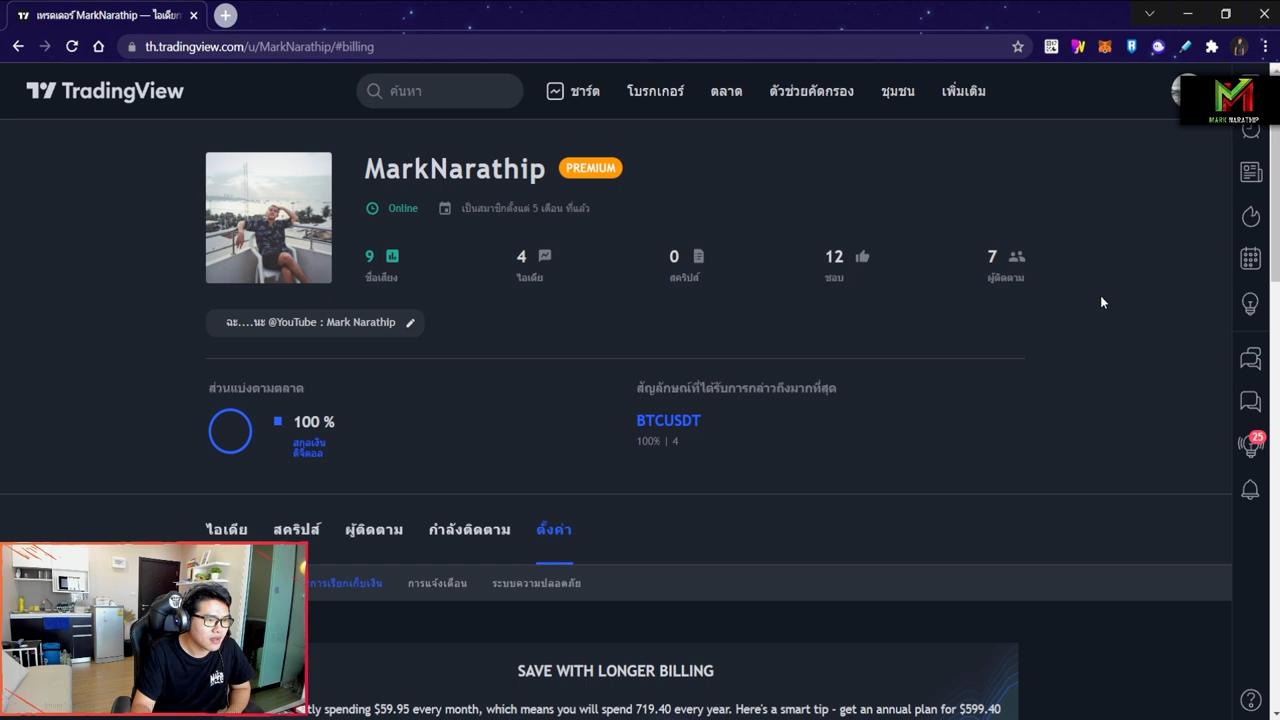 เทรดเดอร์ MarkNarathip — ไอเดียก
th.tradingview.com/u/MarkNarathip/#billing
TradingView
ค้นหา
ชาร์ต
โบรกเกอร์
ตลาด
ตัวช่วยคัดกรอง
ชุมชน
เพิ่มเติม
MARK NARATHIP
MarkNarathip PREMIUM
Online เป็นสมาชิกตั้งแต่ 5 เดือน ที่แล้ว
9 4 0 12 7
ชื่อเสียง ไอเดีย สคริปส์ ชอบ ผู้ติดตาม
ฉะ....นะ @YouTube : Mark Narathip
ส่วนแบ่งตามตลาด สัญลักษณ์ที่ได้รับการกล่าวถึงมากที่สุด
100 % BTCUSDT
สกุลเงิน
ดิจิตอล
100% | 4
25
ไอเดีย สคริปส์ ผู้ติดตาม กำลังติดตาม ตั้งค่า
การเรียกเก็บเงิน การแจ้งเตือน ระบบความปลอดภัย
SAVE WITH LONGER BILLING
tly spending $59.95 every month, which means you will spend 719.40 every year. Here's a smart tip - get an annual plan for $599.40